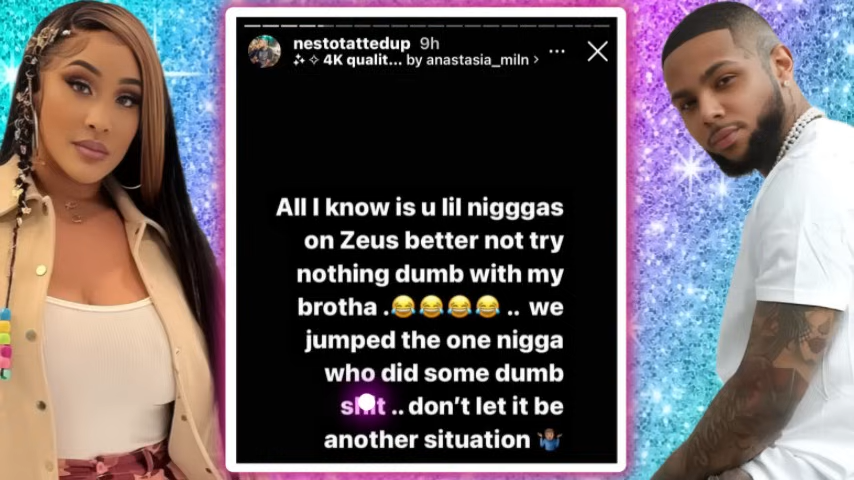 nestotattedup 9h
4K qualit... by anastasia_miln >
All I know is u lil nigggas
on Zeus better not try
nothing dumb with my
brotha .😂😂😂😂 .. we
jumped the one nigga
who did some dumb
shit .. don't let it be
another situation 🤷🏽‍♂️